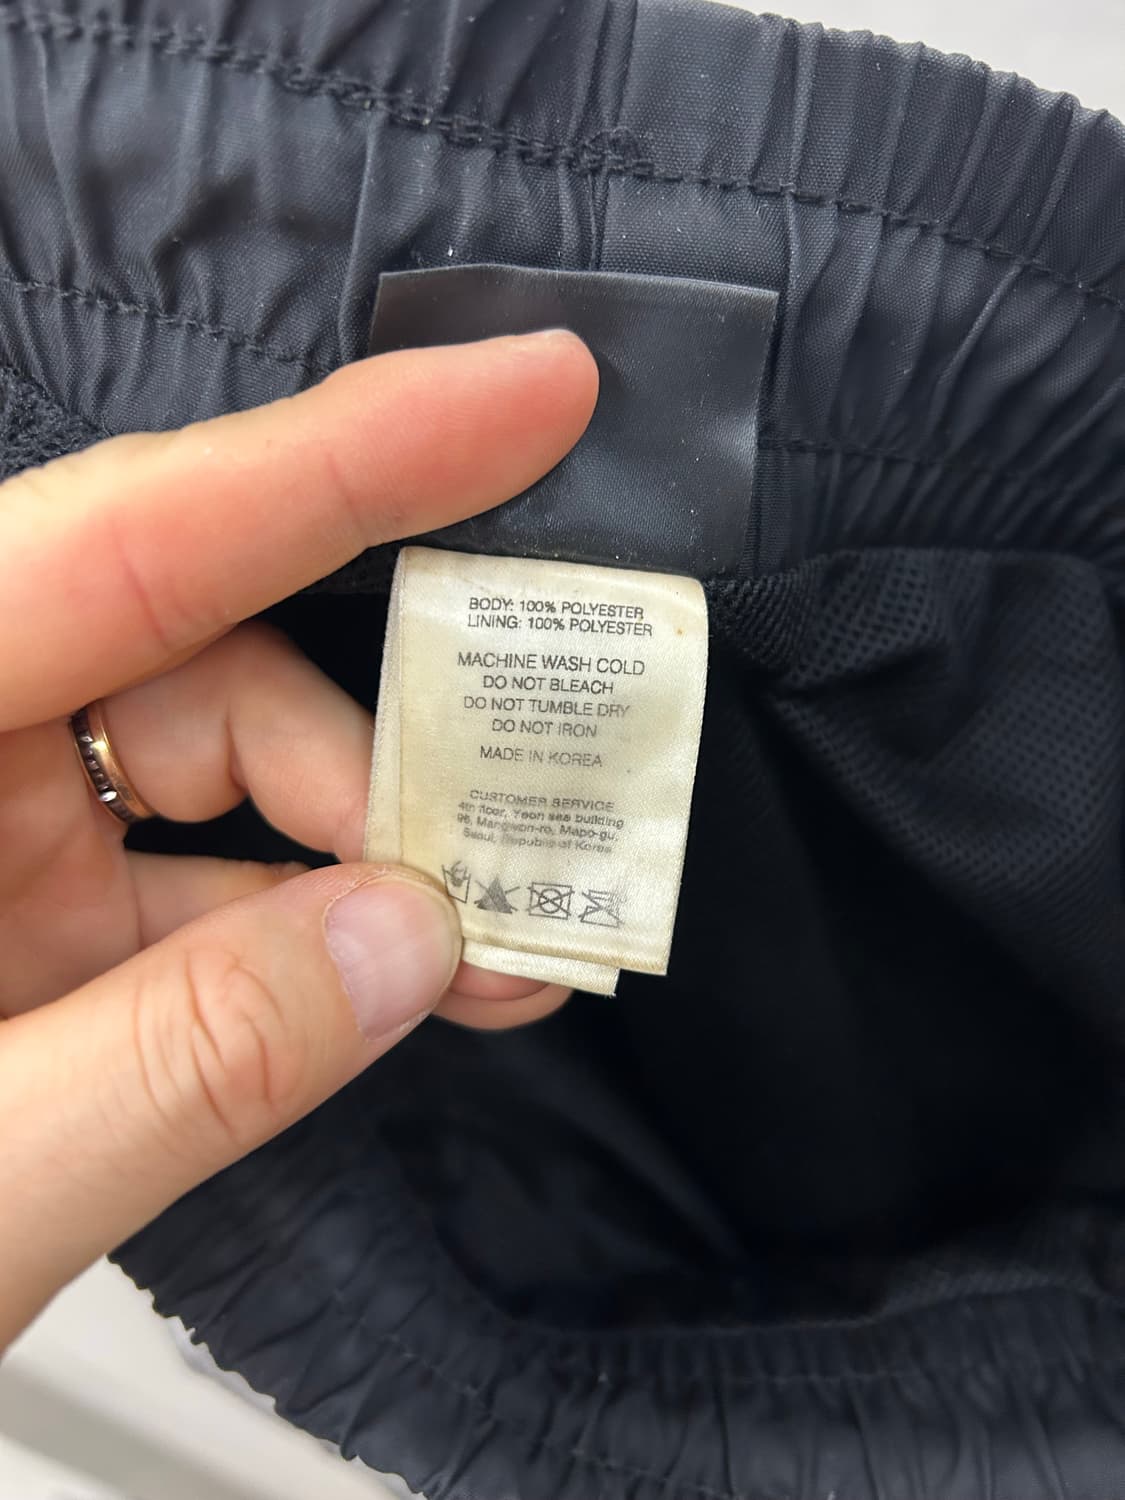 BODY: 100% POLYESTER
LINING: 100% POLYESTER
MACHINE WASH COLD
DO NOT BLEACH
DO NOT TUMBLE DRY
DO NOT IRON
MADE IN KOREA
CUSTOMER SERVICE
4th floor, Yeon sea building
96, Mangwon-ro, Mapo-gu,
Seoul, Republic of Korea